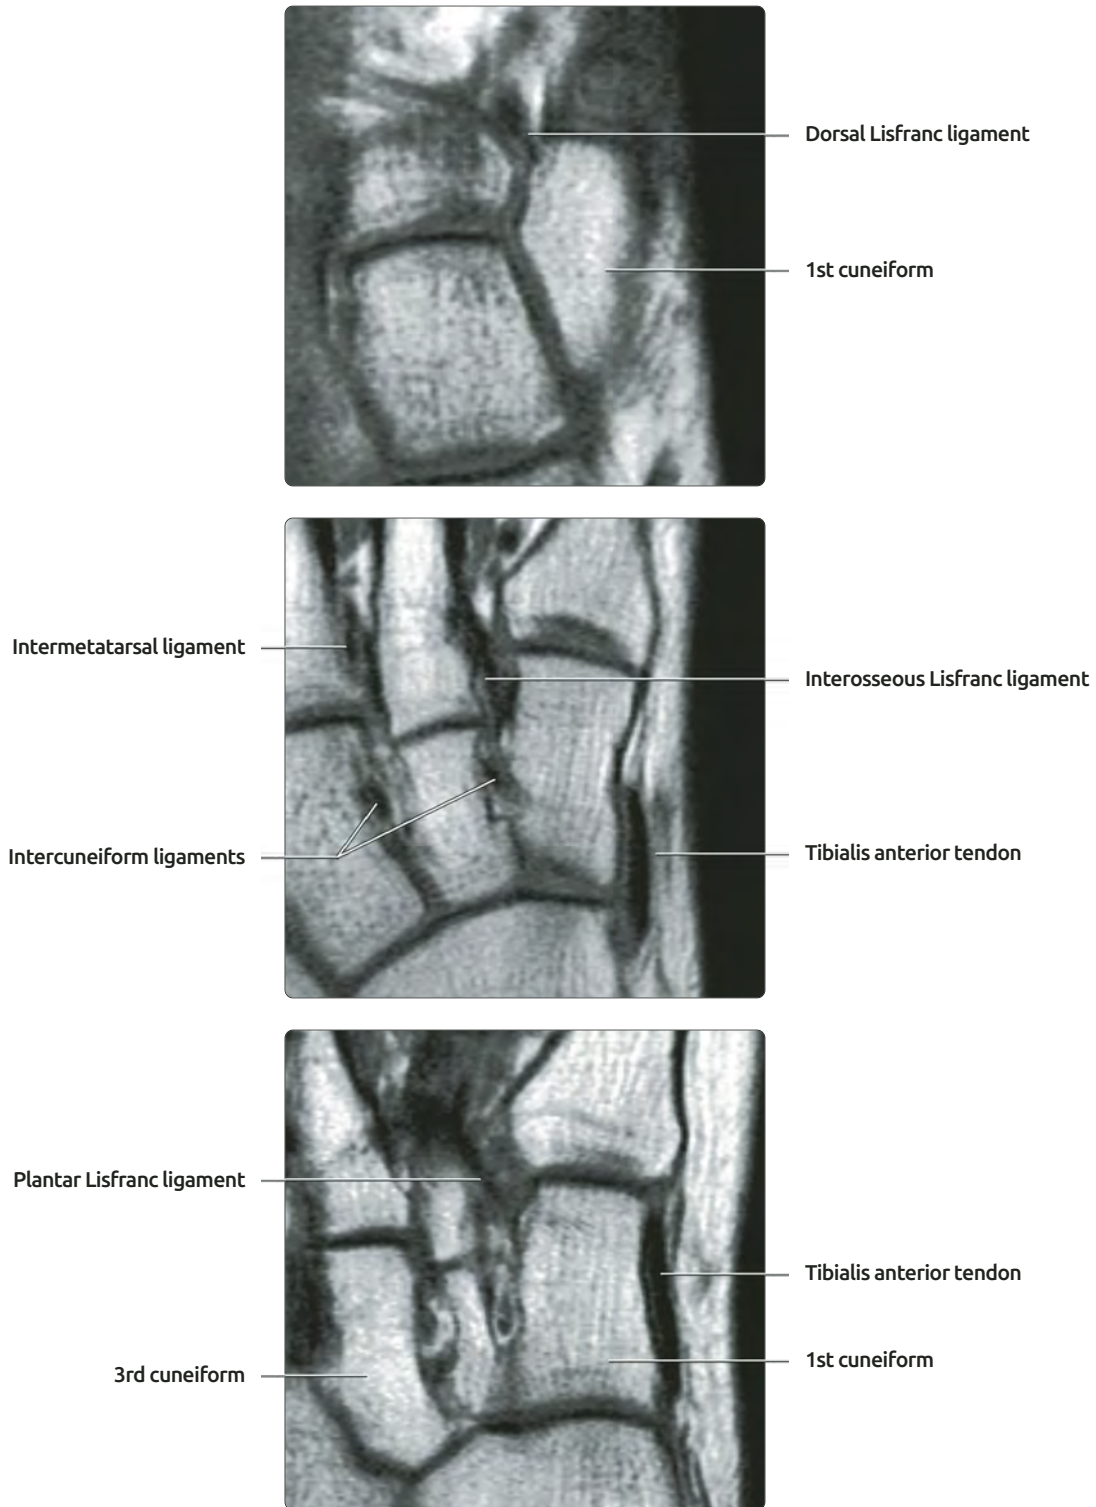 Dorsal Lisfranc ligament
1st cuneiform
Intermetatarsal ligament
Interosseous Lisfranc ligament
Intercuneiform ligaments
Tibialis anterior tendon
Plantar Lisfranc ligament
Tibialis anterior tendon
1st cuneiform
3rd cuneiform